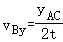 v_By = y_AC / 2t